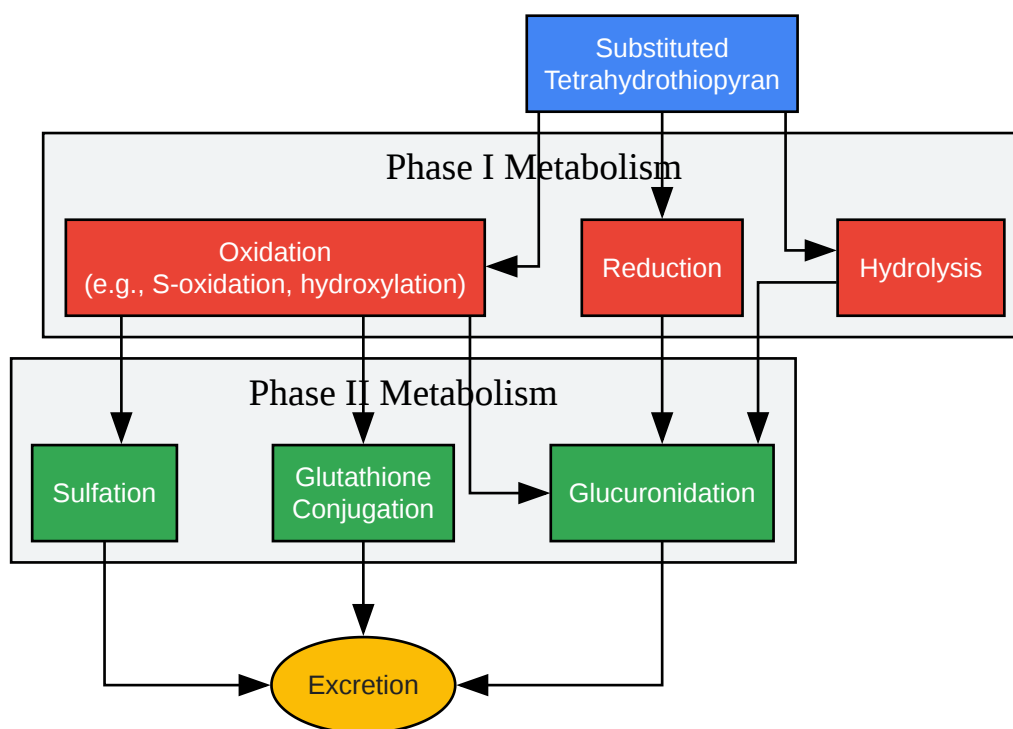 Substituted
Tetrahydrothiopyran
Phase I Metabolism
Oxidation
(e.g., S-oxidation, hydroxylation)
Reduction
Hydrolysis
Phase II Metabolism
Sulfation
Glutathione
Conjugation
Glucuronidation
Excretion